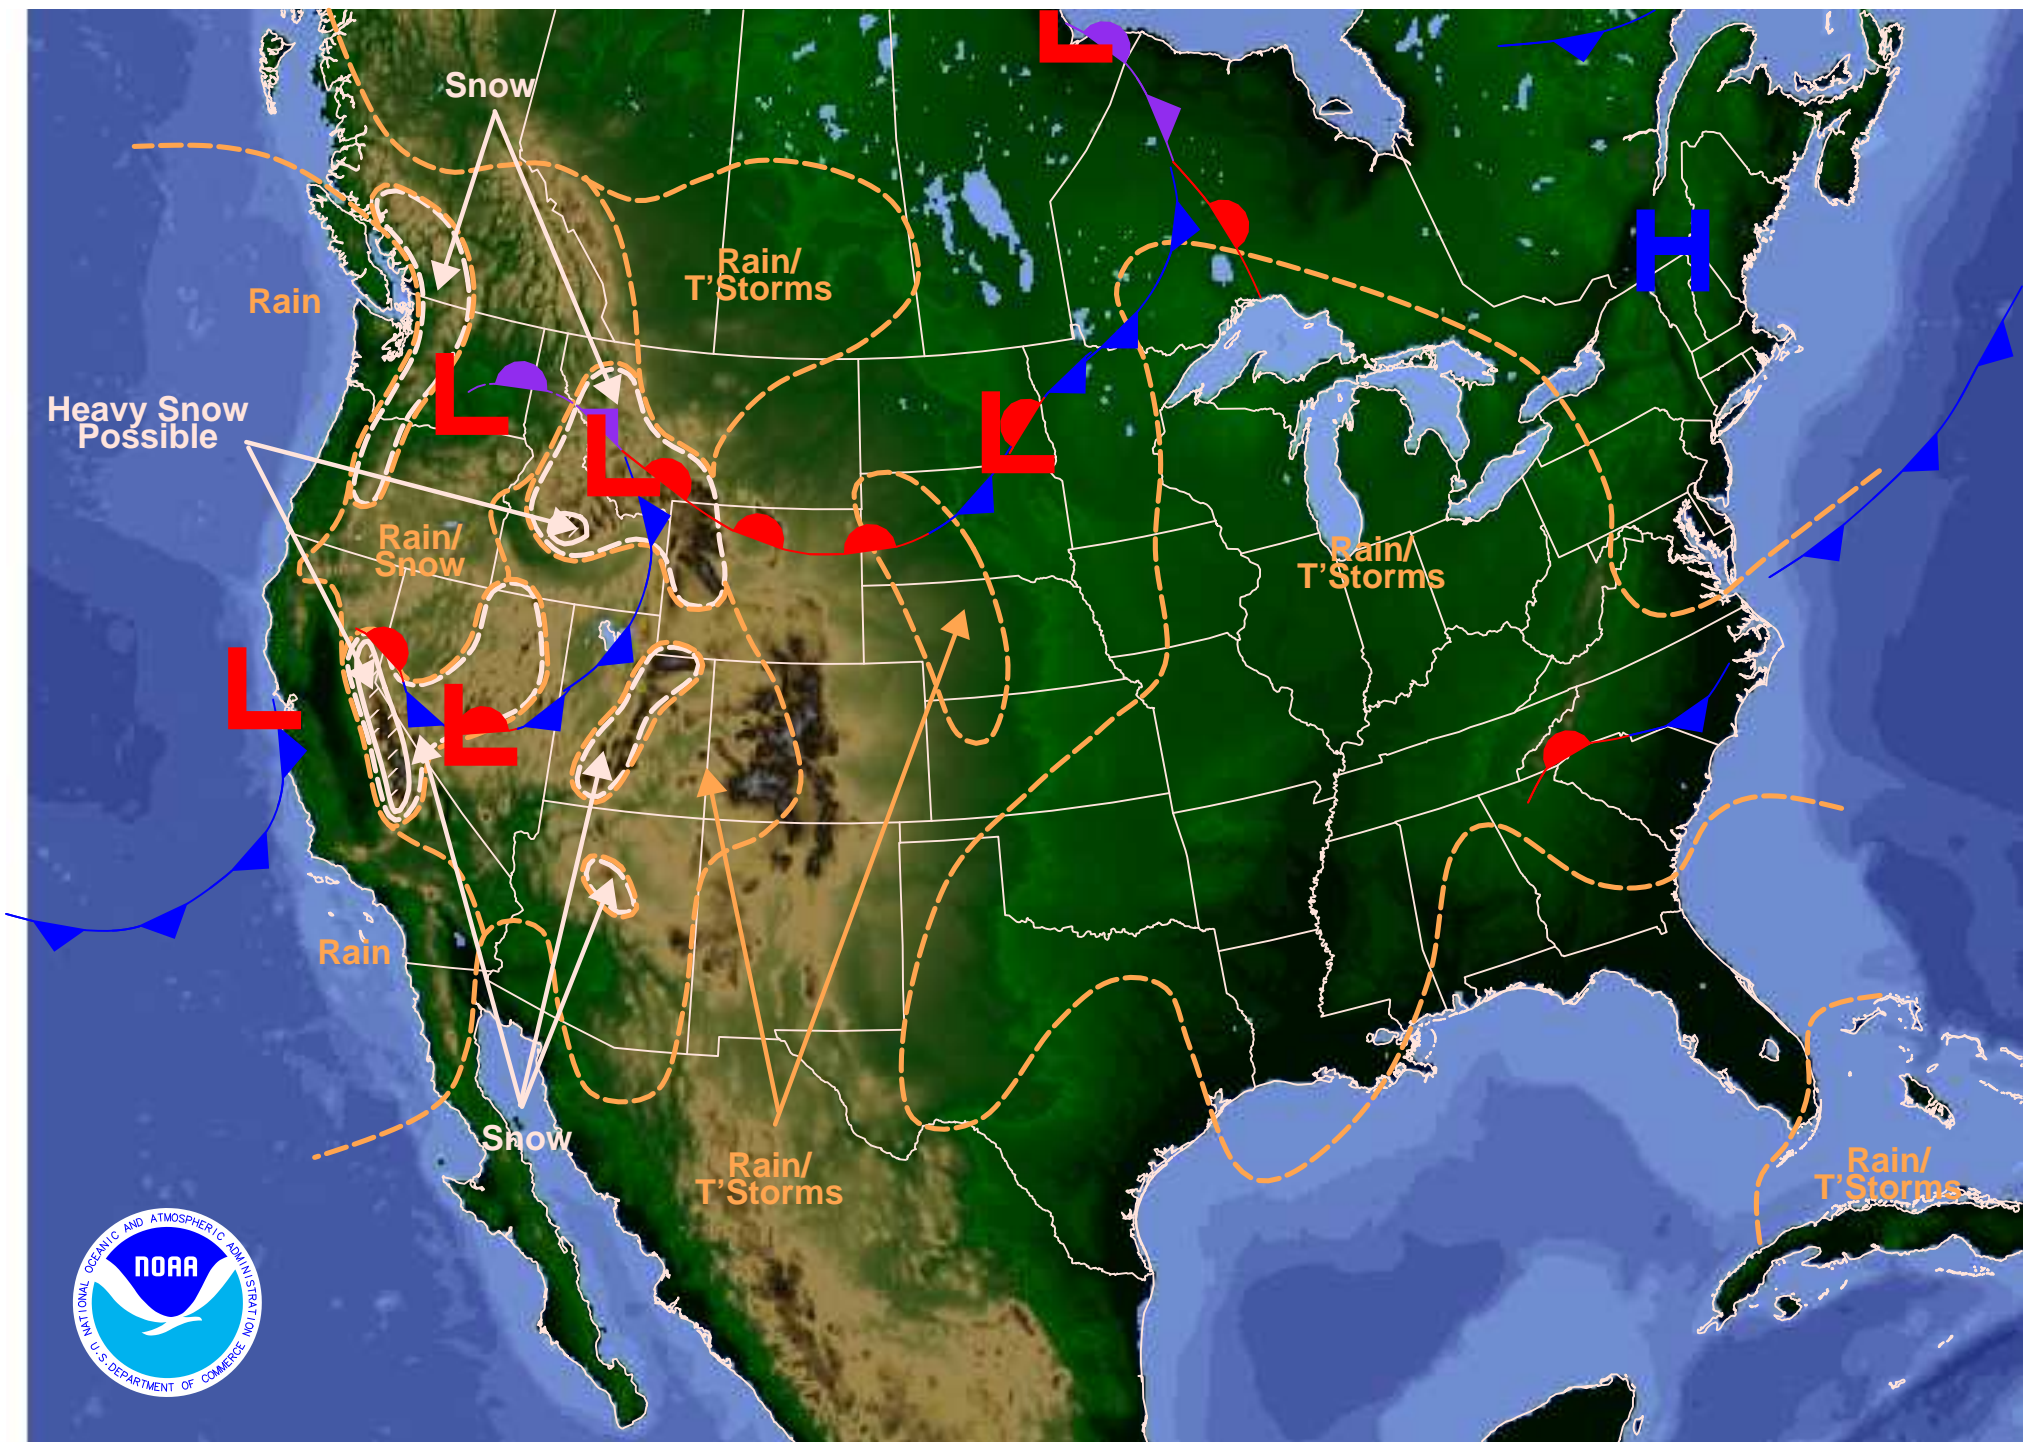 L
Snow
H
Rain/
T'Storms
Rain
L
L
L
Heavy Snow
Possible
Rain/
Snow
Rain/
T'Storms
L
L
Rain
Snow
Rain/
T'Storms
Rain/
T'Storms
NATIONAL OCEANIC AND ATMOSPHERIC ADMINISTRATION
NOAA
U.S. DEPARTMENT OF COMMERCE